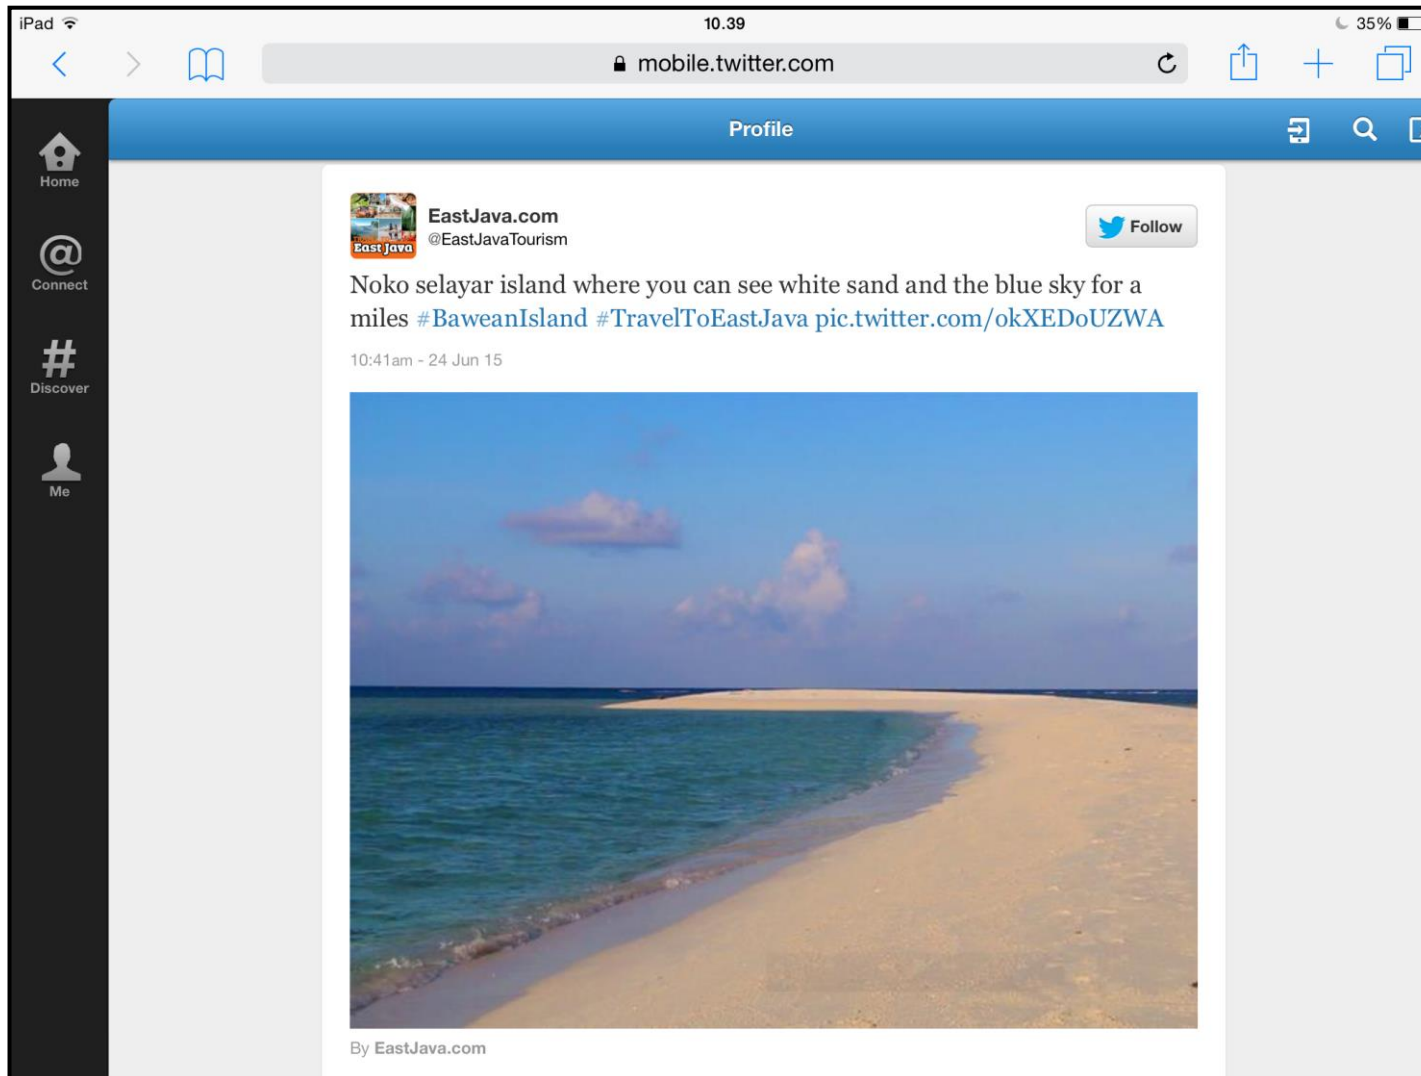 iPad 10.39 35%
mobile.twitter.com
Profile
Home
Connect
Discover
Me
East Java
EastJava.com
@EastJavaTourism
Follow
Noko selayar island where you can see white sand and the blue sky for a
miles #BaweanIsland #TravelToEastJava pic.twitter.com/okXEDoUZWA
10:41am - 24 Jun 15
By EastJava.com